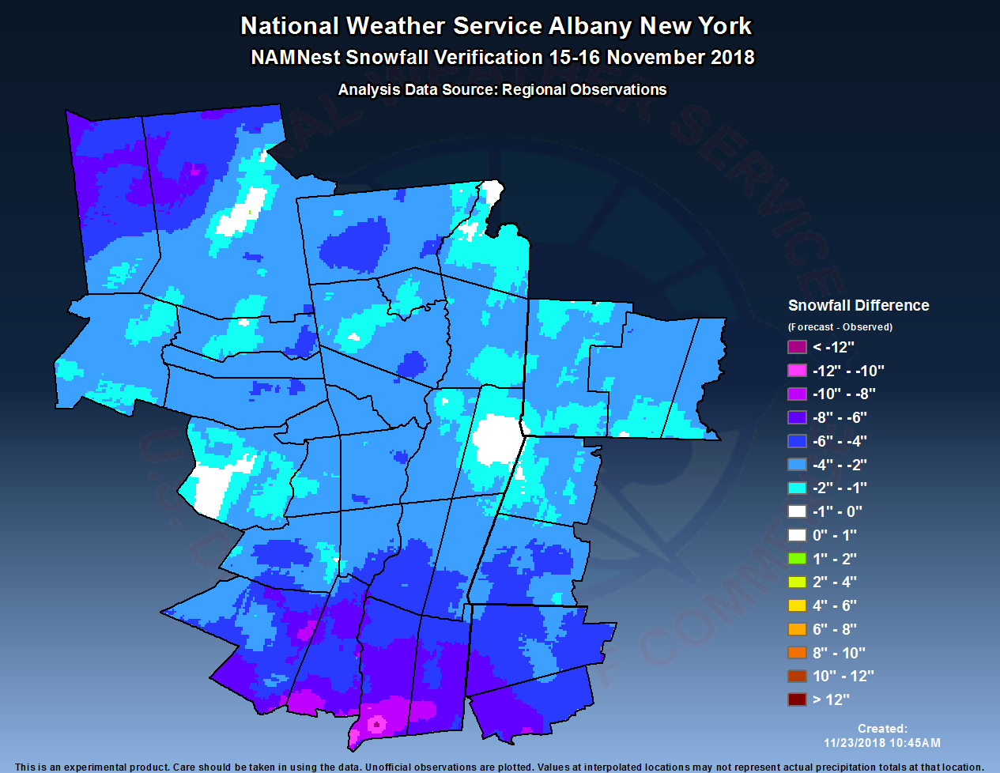 National Weather Service Albany New York
NAMNest Snowfall Verification 15-16 November 2018
Analysis Data Source: Regional Observations
Snowfall Difference
(Forecast - Observed)
< -12"
-12" - -10"
-10" - -8"
-8" - -6"
-6" - -4"
-4" - -2"
-2" - -1"
-1" - 0"
0" - 1"
1" - 2"
2" - 4"
4" - 6"
6" - 8"
8" - 10"
10" - 12"
> 12"
Created:
11/23/2018 10:45AM
This is an experimental product. Care should be taken in using the data. Unofficial observations are plotted. Values at interpolated locations may not represent actual precipitation totals at that location.